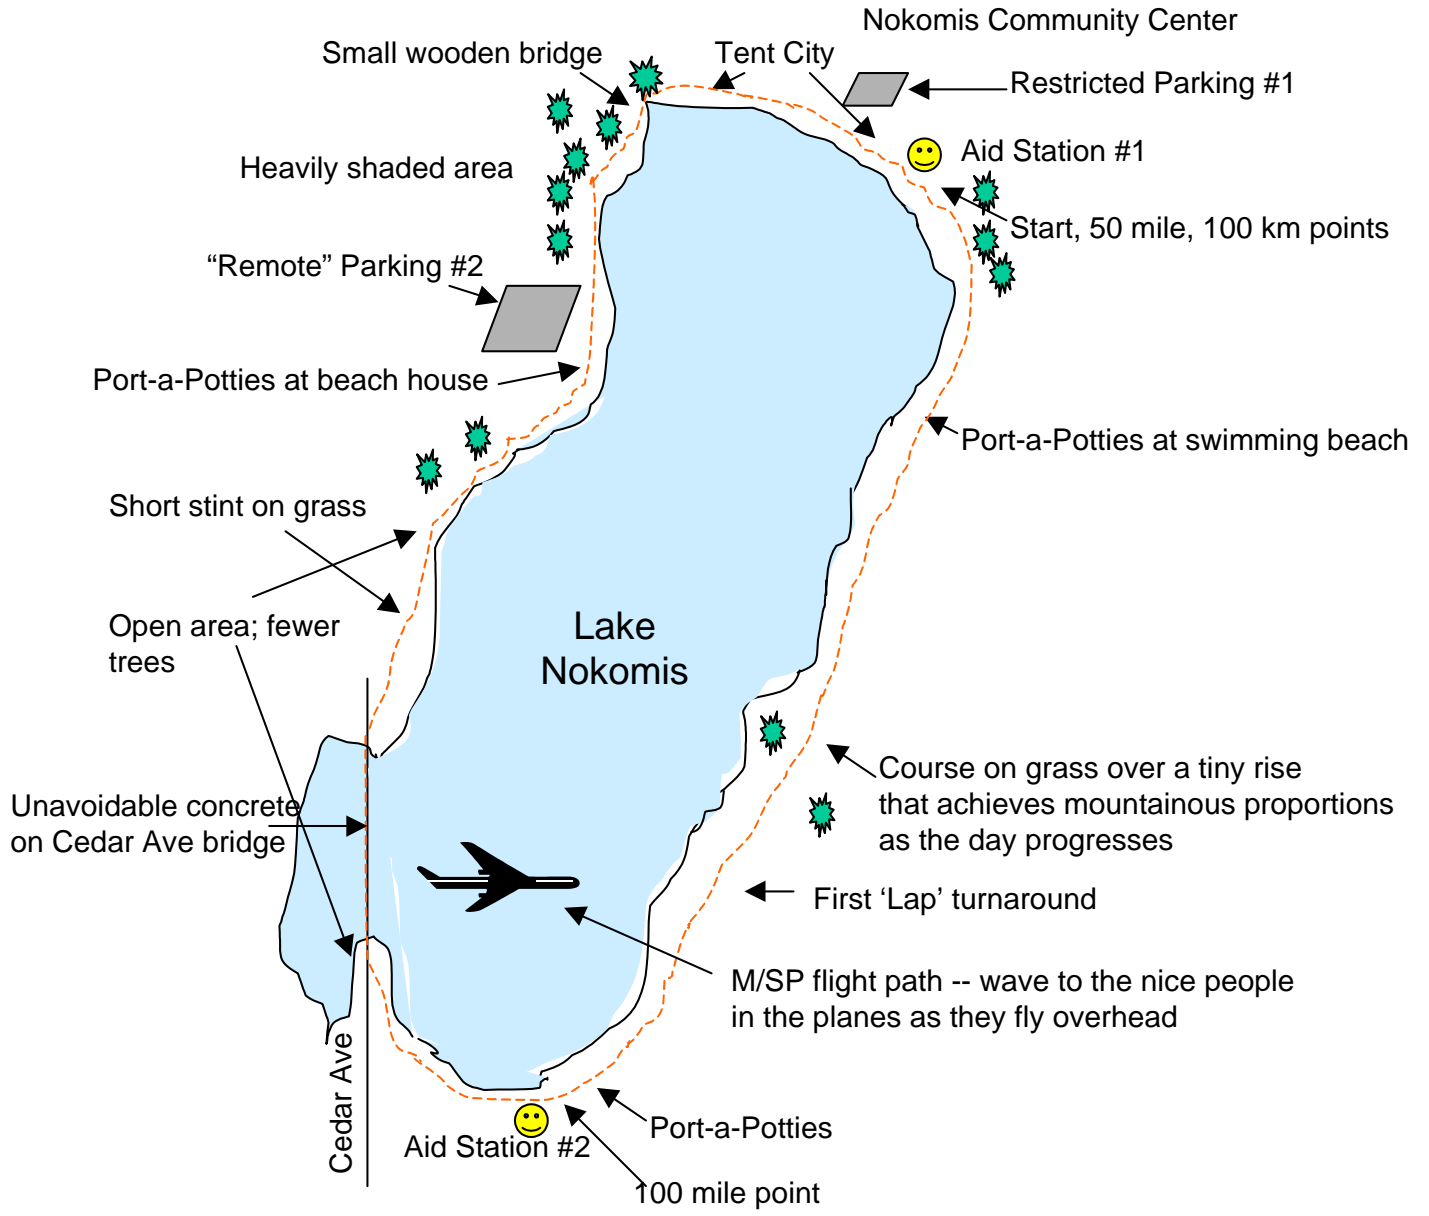 Nokomis Community Center
Small wooden bridge
Tent City
Restricted Parking #1
Aid Station #1
Heavily shaded area
Start, 50 mile, 100 km points
“Remote” Parking #2
Port-a-Potties at beach house
Port-a-Potties at swimming beach
Short stint on grass
Open area; fewer
trees
Lake
Nokomis
Course on grass over a tiny rise
that achieves mountainous proportions
as the day progresses
Unavoidable concrete
on Cedar Ave bridge
First ‘Lap’ turnaround
M/SP flight path -- wave to the nice people
in the planes as they fly overhead
Cedar Ave
Port-a-Potties
Aid Station #2
100 mile point